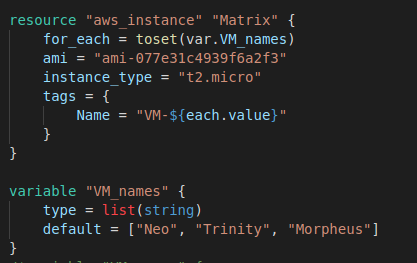 resource "aws_instance" "Matrix" {
    for_each = toset(var.VM_names)
    ami = "ami-077e31c4939f6a2f3"
    instance_type = "t2.micro"
    tags = {
        Name = "VM-${each.value}"
    }
}
variable "VM_names" {
    type = list(string)
    default = ["Neo", "Trinity", "Morpheus"]
}